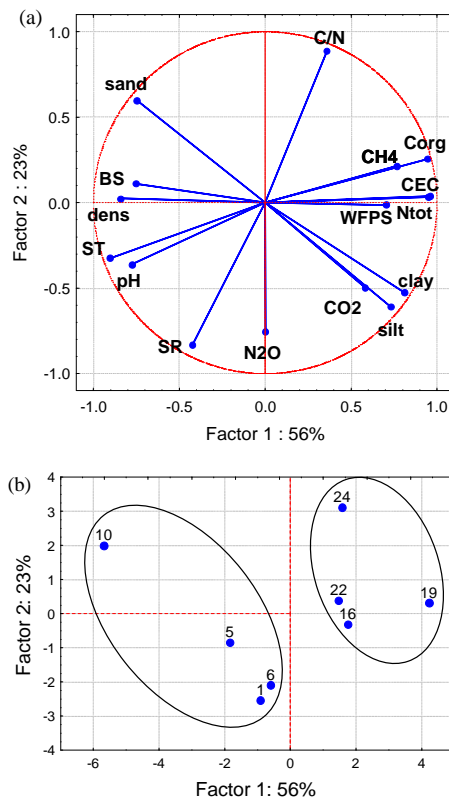 (a)
C/N
1.0
sand
0.5
Corg
CH4
BS
CEC
0.0
dens
WFPS
Ntot
ST
pH
clay
-0.5
CO2
silt
SR
N2O
-1.0
-1.0 -0.5 0.0 0.5 1.0
Factor 2 : 23%
Factor 1 : 56%
(b)
4
24
3
10
2
1
22
19
16
0
5
-1
6
-2
1
-3
-4
-6 -4 -2 0 2 4
Factor 2: 23%
Factor 1: 56%